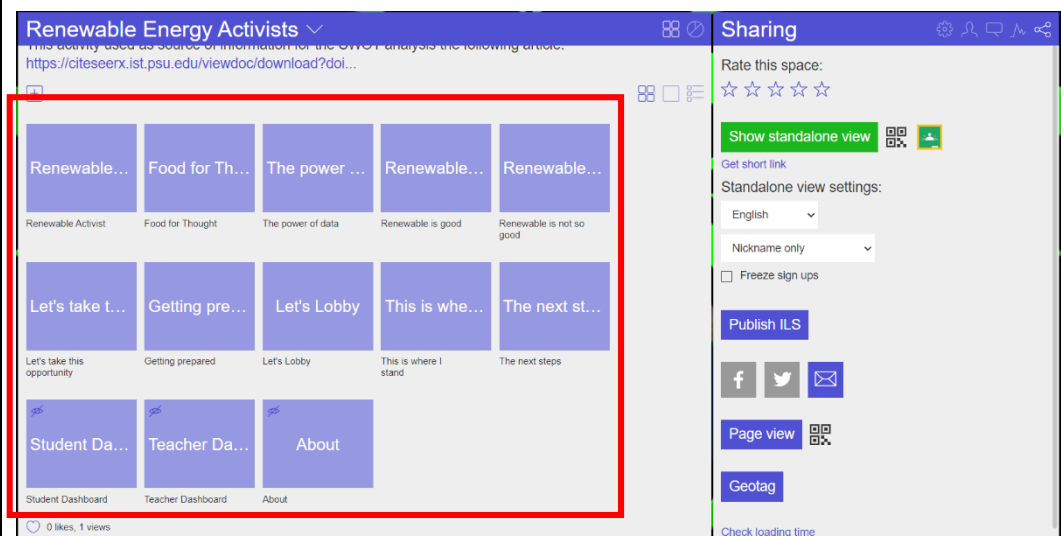 Renewable Energy Activists
This activity used as source of information for the SWOT analysis the following article:
https://citeseerx.ist.psu.edu/viewdoc/download?doi...
Renewable... Food for Th... The power ... Renewable... Renewable...
Renewable Activist Food for Thought The power of data Renewable is good Renewable is not so
good
Let's take t... Getting pre... Let's Lobby This is whe... The next st...
Let's take this Getting prepared Let's Lobby This is where I The next steps
opportunity stand
Student Da... Teacher Da... About
Student Dashboard Teacher Dashboard About
0 likes, 1 views
Sharing
Rate this space:
Show standalone view
Get short link
Standalone view settings:
English
Nickname only
Freeze sign ups
Publish ILS
Page view
Geotag
Check loading time